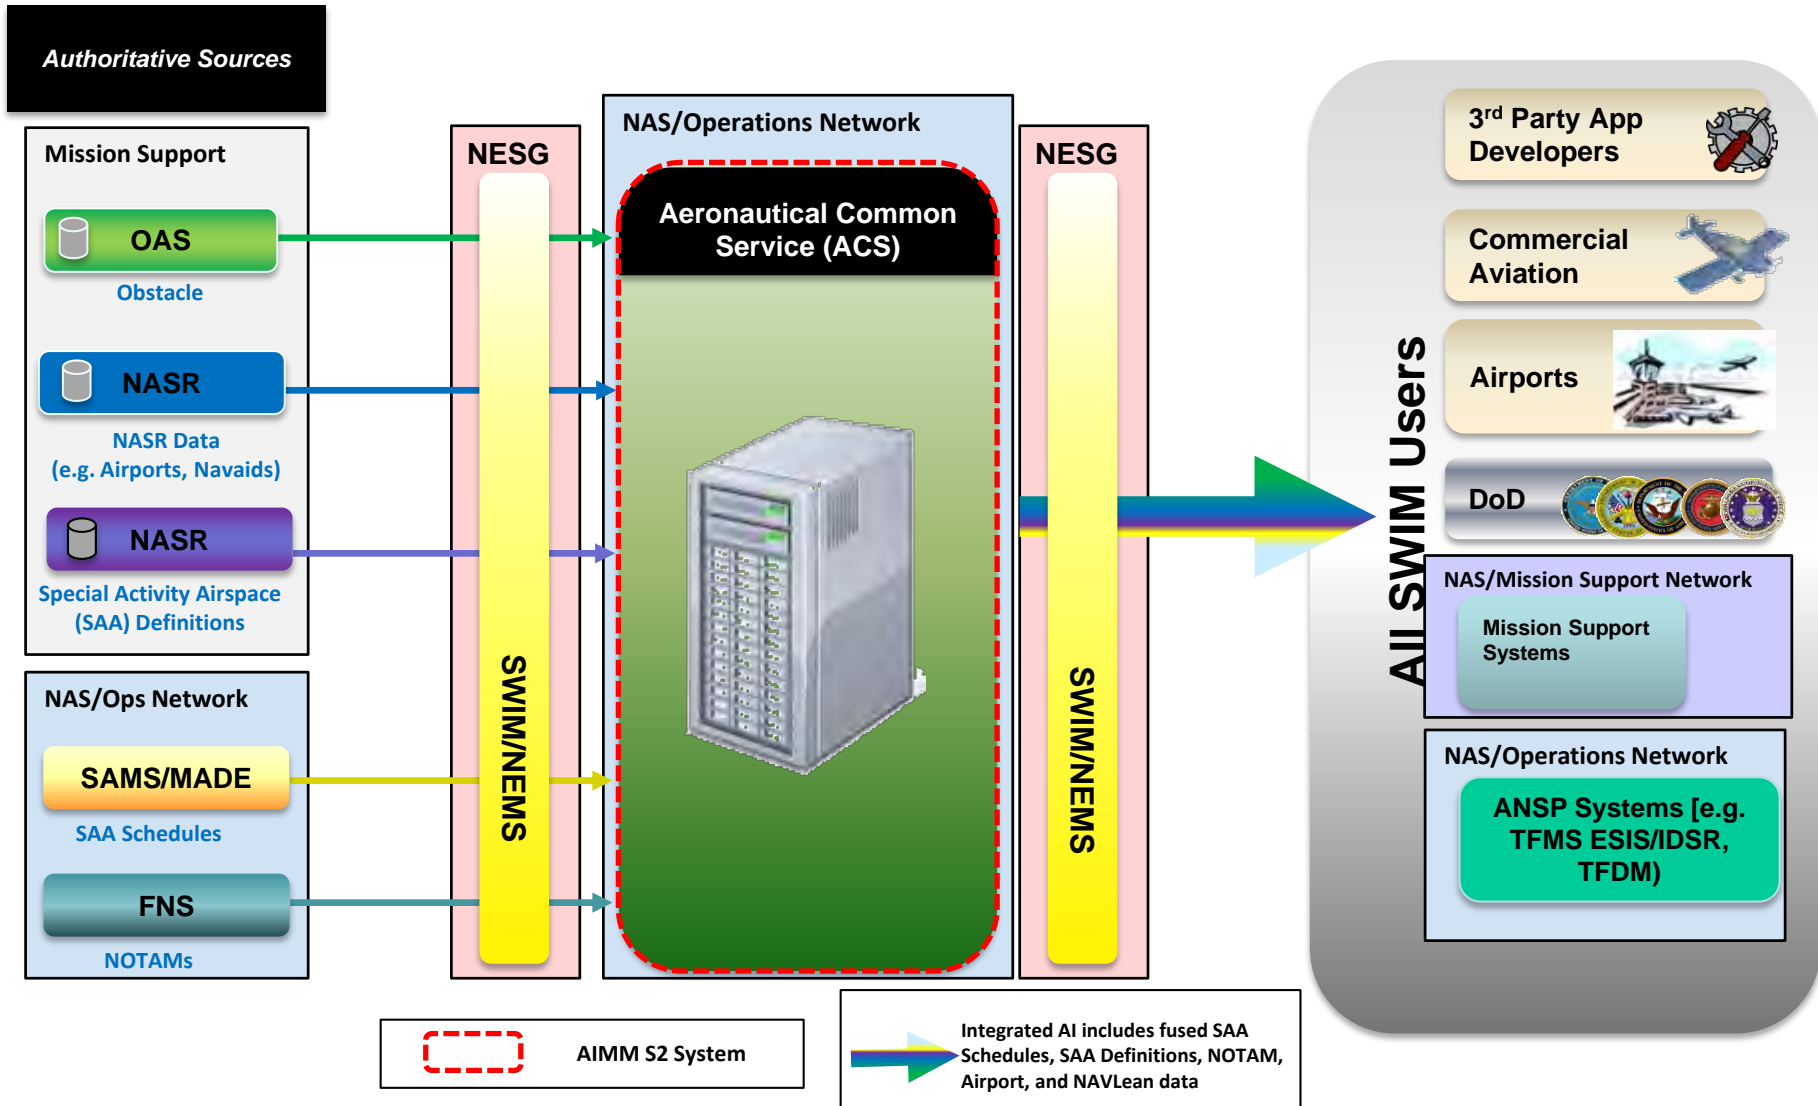 Authoritative Sources
Mission Support
OAS
Obstacle
NASR
NASR Data
(e.g. Airports, Navaids)
NASR
Special Activity Airspace
(SAA) Definitions
NAS/Ops Network
SAMS/MADE
SAA Schedules
FNS
NOTAMs
NESG
SWIM/NEMS
NAS/Operations Network
Aeronautical Common
Service (ACS)
NESG
SWIM/NEMS
All SWIM Users
3rd Party App
Developers
Commercial
Aviation
Airports
DoD
NAS/Mission Support Network
Mission Support
Systems
NAS/Operations Network
ANSP Systems [e.g.
TFMS ESIS/IDSR,
TFDM)
AIMM S2 System
Integrated AI includes fused SAA
Schedules, SAA Definitions, NOTAM,
Airport, and NAVLean data